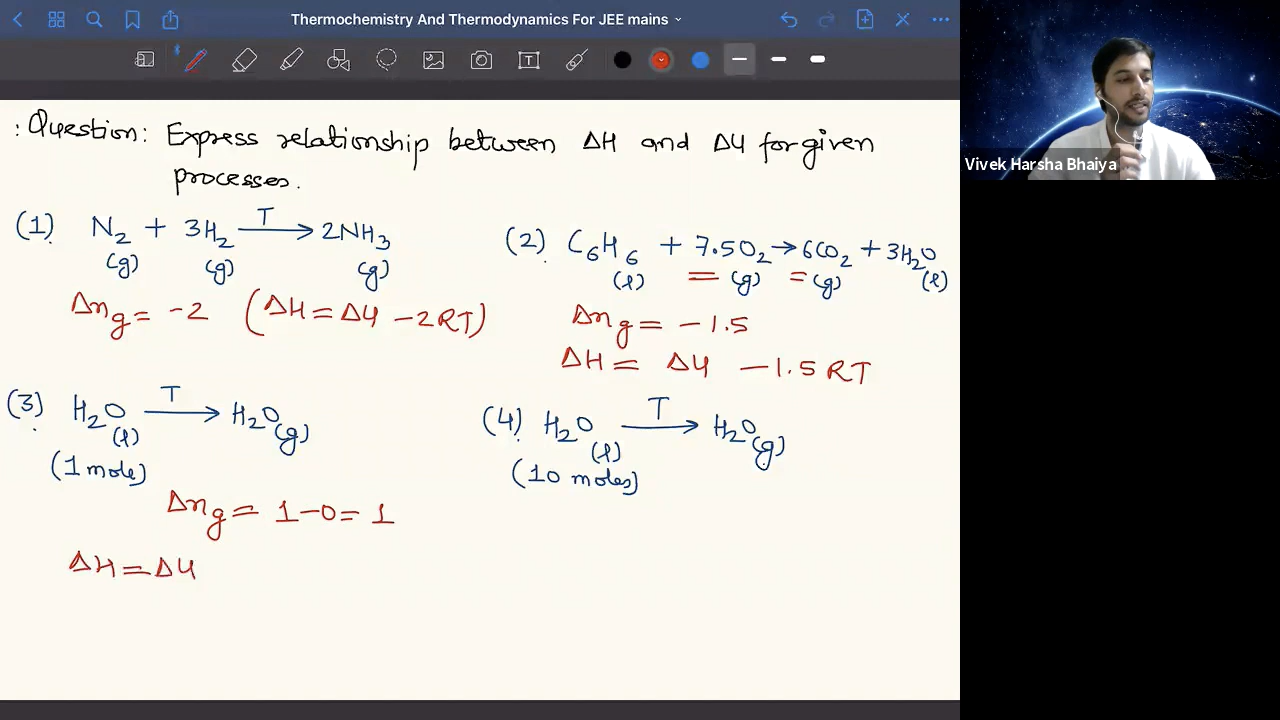 Thermochemistry And Thermodynamics For JEE mains
Vivek Harsha Bhaiya
: Question: Express relationship between ΔH and ΔU for given
processes.
(1) N₂(g) + 3H₂(g) —T→ 2NH₃(g)
Δng = -2 (ΔH = ΔU - 2RT)
(2) C₆H₆(l) + 7.5O₂(g) → 6CO₂(g) + 3H₂O(l)
Δng = -1.5
ΔH = ΔU - 1.5 RT
(3) H₂O(l) —T→ H₂O(g)
(1 mole)
Δng = 1-0 = 1
ΔH = ΔU
(4) H₂O(l) —T→ H₂O(g)
(10 moles)